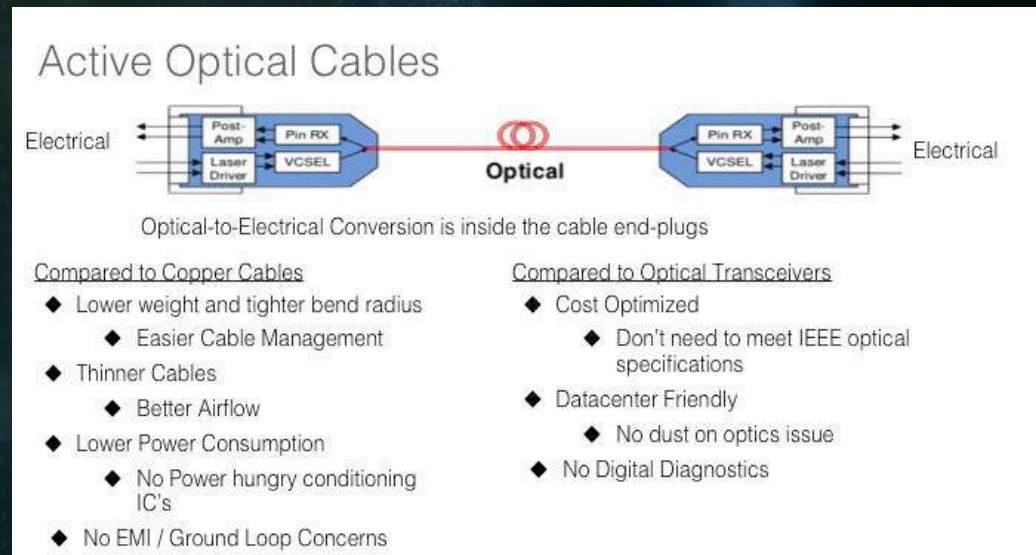 Active Optical Cables
Electrical
Post-
Amp
Pin RX
Laser
Driver
VCSEL
Optical
Pin RX
Post-
Amp
VCSEL
Laser
Driver
Electrical
Optical-to-Electrical Conversion is inside the cable end-plugs
Compared to Copper Cables
◆ Lower weight and tighter bend radius
◆ Easier Cable Management
◆ Thinner Cables
◆ Better Airflow
◆ Lower Power Consumption
◆ No Power hungry conditioning
IC's
◆ No EMI / Ground Loop Concerns
Compared to Optical Transceivers
◆ Cost Optimized
◆ Don't need to meet IEEE optical
specifications
◆ Datacenter Friendly
◆ No dust on optics issue
◆ No Digital Diagnostics